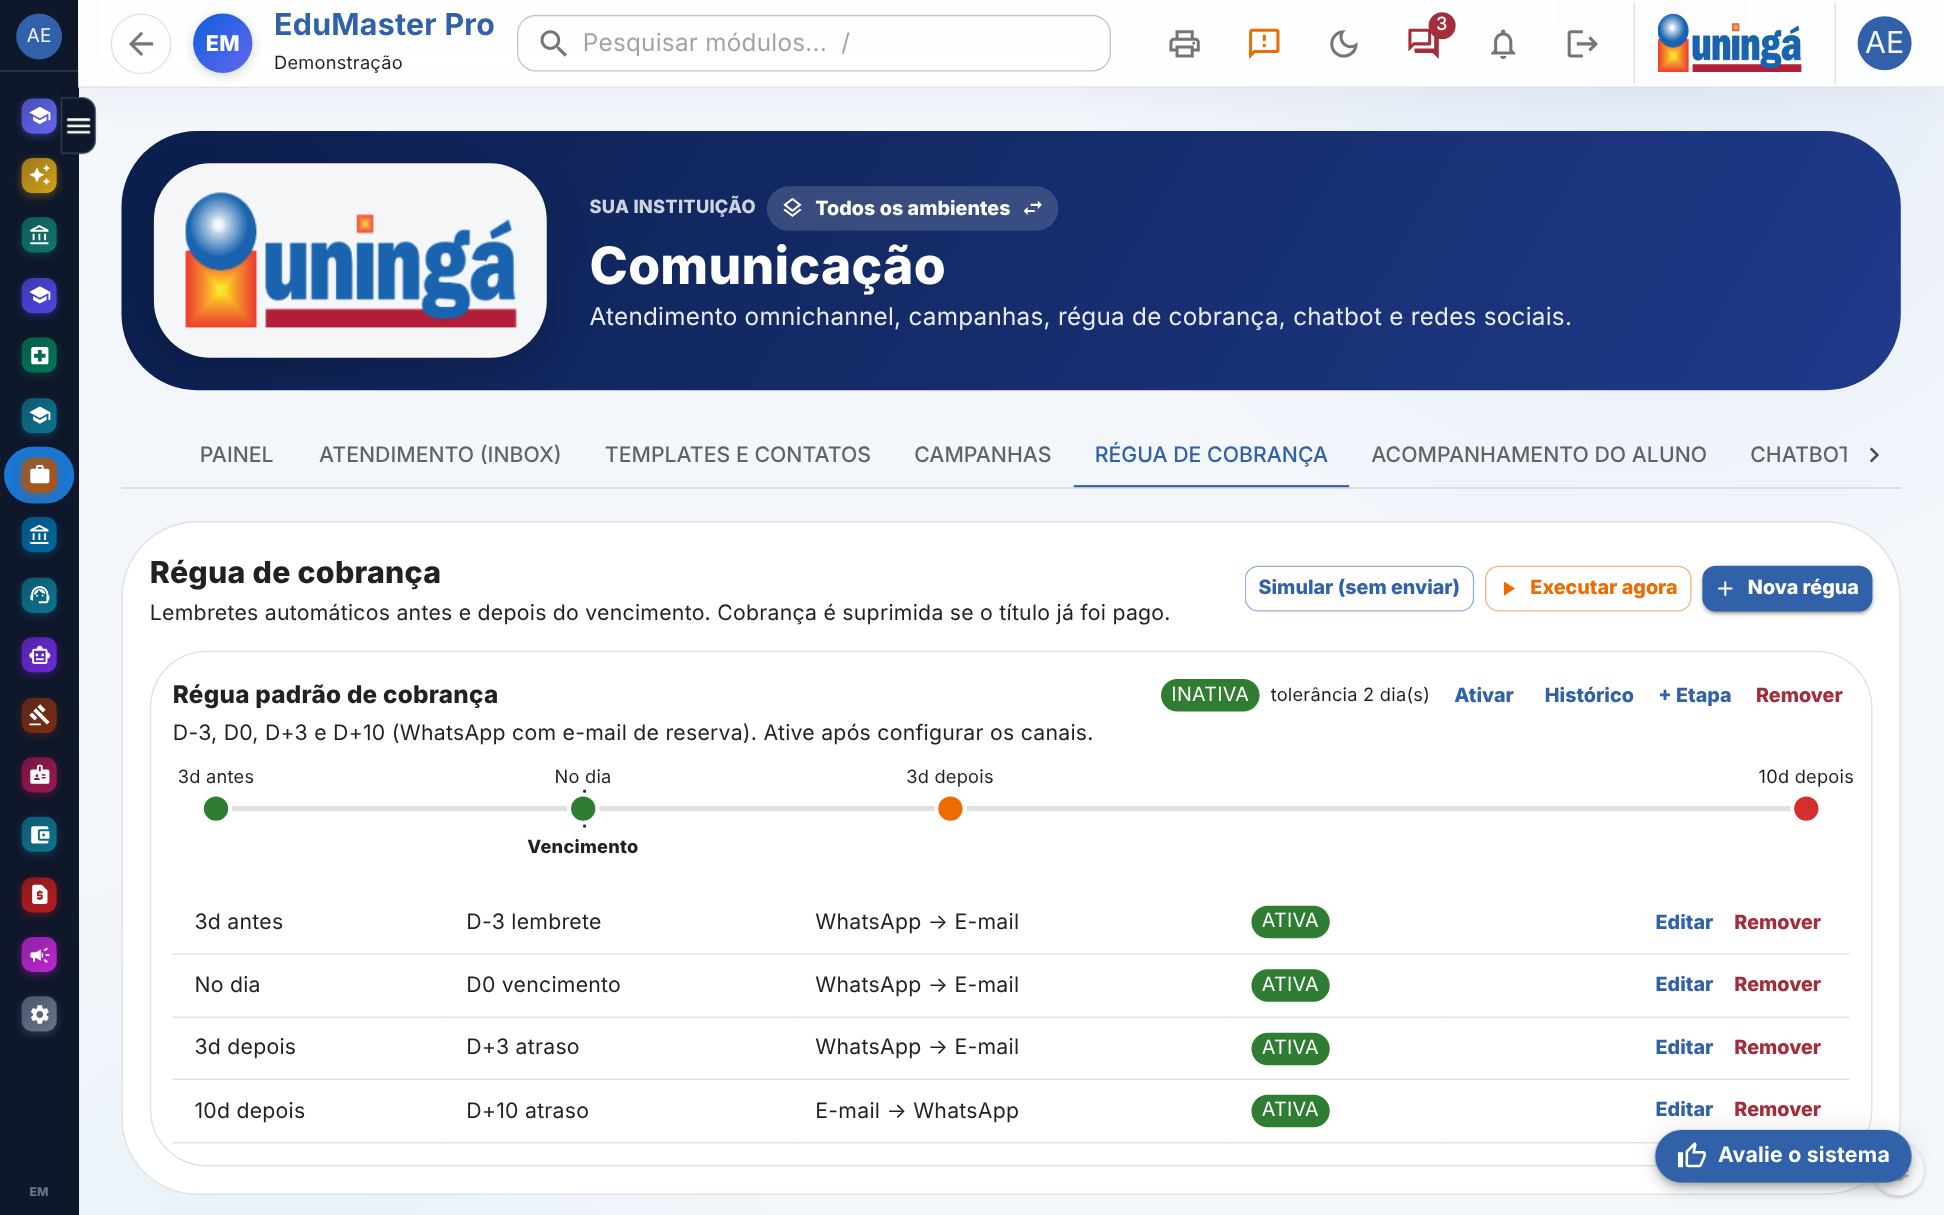 AE
EM
EduMaster Pro
Demonstração
Pesquisar módulos... /
3
uningá
AE
uningá
SUA INSTITUIÇÃO
Todos os ambientes
Comunicação
Atendimento omnichannel, campanhas, régua de cobrança, chatbot e redes sociais.
PAINEL
ATENDIMENTO (INBOX)
TEMPLATES E CONTATOS
CAMPANHAS
RÉGUA DE COBRANÇA
ACOMPANHAMENTO DO ALUNO
CHATBOT
Régua de cobrança
Lembretes automáticos antes e depois do vencimento. Cobrança é suprimida se o título já foi pago.
Simular (sem enviar)
Executar agora
+ Nova régua
Régua padrão de cobrança
INATIVA
tolerância 2 dia(s)
Ativar
Histórico
+ Etapa
Remover
D-3, D0, D+3 e D+10 (WhatsApp com e-mail de reserva). Ative após configurar os canais.
3d antes
No dia
3d depois
10d depois
Vencimento
3d antes D-3 lembrete WhatsApp → E-mail ATIVA Editar Remover
No dia D0 vencimento WhatsApp → E-mail ATIVA Editar Remover
3d depois D+3 atraso WhatsApp → E-mail ATIVA Editar Remover
10d depois D+10 atraso E-mail → WhatsApp ATIVA Editar Remover
Avalie o sistema
EM